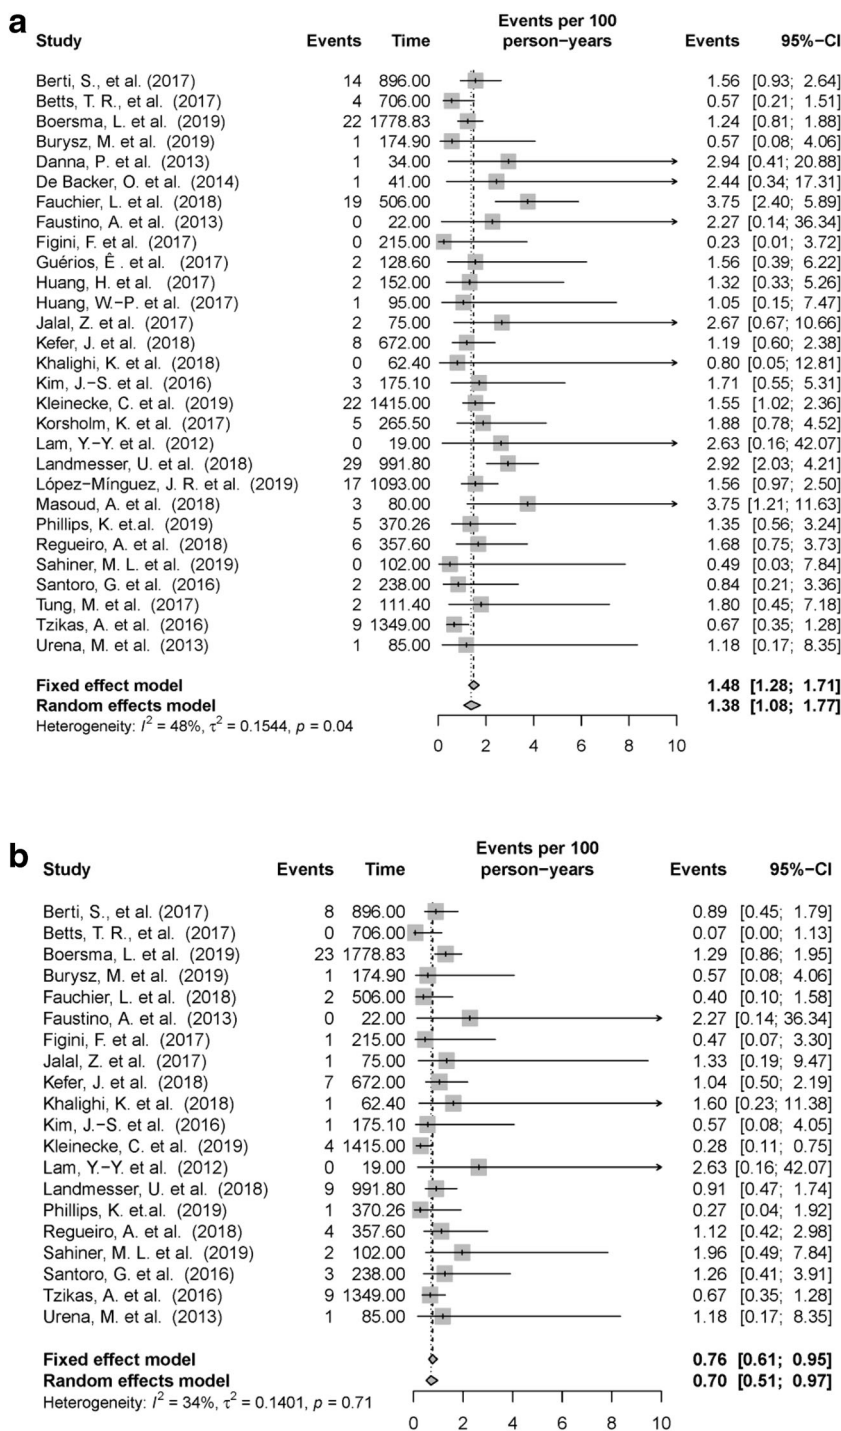 a
Events per 100
Study Events Time person−years Events 95%−CI
Berti, S., et al. (2017) 14 896.00 1.56 [0.93; 2.64]
Betts, T. R., et al. (2017) 4 706.00 0.57 [0.21; 1.51]
Boersma, L. et al. (2019) 22 1778.83 1.24 [0.81; 1.88]
Burysz, M. et al. (2019) 1 174.90 0.57 [0.08; 4.06]
Danna, P. et al. (2013) 1 34.00 2.94 [0.41; 20.88]
De Backer, O. et al. (2014) 1 41.00 2.44 [0.34; 17.31]
Fauchier, L. et al. (2018) 19 506.00 3.75 [2.40; 5.89]
Faustino, A. et al. (2013) 0 22.00 2.27 [0.14; 36.34]
Figini, F. et al. (2017) 0 215.00 0.23 [0.01; 3.72]
Guérios, Ê . et al. (2017) 2 128.60 1.56 [0.39; 6.22]
Huang, H. et al. (2017) 2 152.00 1.32 [0.33; 5.26]
Huang, W.−P. et al. (2017) 1 95.00 1.05 [0.15; 7.47]
Jalal, Z. et al. (2017) 2 75.00 2.67 [0.67; 10.66]
Kefer, J. et al. (2018) 8 672.00 1.19 [0.60; 2.38]
Khalighi, K. et al. (2018) 0 62.40 0.80 [0.05; 12.81]
Kim, J.−S. et al. (2016) 3 175.10 1.71 [0.55; 5.31]
Kleinecke, C. et al. (2019) 22 1415.00 1.55 [1.02; 2.36]
Korsholm, K. et al. (2017) 5 265.50 1.88 [0.78; 4.52]
Lam, Y.−Y. et al. (2012) 0 19.00 2.63 [0.16; 42.07]
Landmesser, U. et al. (2018) 29 991.80 2.92 [2.03; 4.21]
López−Mínguez, J. R. et al. (2019) 17 1093.00 1.56 [0.97; 2.50]
Masoud, A. et al. (2018) 3 80.00 3.75 [1.21; 11.63]
Phillips, K. et.al. (2019) 5 370.26 1.35 [0.56; 3.24]
Regueiro, A. et al. (2018) 6 357.60 1.68 [0.75; 3.73]
Sahiner, M. L. et al. (2019) 0 102.00 0.49 [0.03; 7.84]
Santoro, G. et al. (2016) 2 238.00 0.84 [0.21; 3.36]
Tung, M. et al. (2017) 2 111.40 1.80 [0.45; 7.18]
Tzikas, A. et al. (2016) 9 1349.00 0.67 [0.35; 1.28]
Urena, M. et al. (2013) 1 85.00 1.18 [0.17; 8.35]
Fixed effect model 1.48 [1.28; 1.71]
Random effects model 1.38 [1.08; 1.77]
Heterogeneity: I² = 48%, τ² = 0.1544, p = 0.04
0 2 4 6 8 10
b
Events per 100
Study Events Time person−years Events 95%−CI
Berti, S., et al. (2017) 8 896.00 0.89 [0.45; 1.79]
Betts, T. R., et al. (2017) 0 706.00 0.07 [0.00; 1.13]
Boersma, L. et al. (2019) 23 1778.83 1.29 [0.86; 1.95]
Burysz, M. et al. (2019) 1 174.90 0.57 [0.08; 4.06]
Fauchier, L. et al. (2018) 2 506.00 0.40 [0.10; 1.58]
Faustino, A. et al. (2013) 0 22.00 2.27 [0.14; 36.34]
Figini, F. et al. (2017) 1 215.00 0.47 [0.07; 3.30]
Jalal, Z. et al. (2017) 1 75.00 1.33 [0.19; 9.47]
Kefer, J. et al. (2018) 7 672.00 1.04 [0.50; 2.19]
Khalighi, K. et al. (2018) 1 62.40 1.60 [0.23; 11.38]
Kim, J.−S. et al. (2016) 1 175.10 0.57 [0.08; 4.05]
Kleinecke, C. et al. (2019) 4 1415.00 0.28 [0.11; 0.75]
Lam, Y.−Y. et al. (2012) 0 19.00 2.63 [0.16; 42.07]
Landmesser, U. et al. (2018) 9 991.80 0.91 [0.47; 1.74]
Phillips, K. et.al. (2019) 1 370.26 0.27 [0.04; 1.92]
Regueiro, A. et al. (2018) 4 357.60 1.12 [0.42; 2.98]
Sahiner, M. L. et al. (2019) 2 102.00 1.96 [0.49; 7.84]
Santoro, G. et al. (2016) 3 238.00 1.26 [0.41; 3.91]
Tzikas, A. et al. (2016) 9 1349.00 0.67 [0.35; 1.28]
Urena, M. et al. (2013) 1 85.00 1.18 [0.17; 8.35]
Fixed effect model 0.76 [0.61; 0.95]
Random effects model 0.70 [0.51; 0.97]
Heterogeneity: I² = 34%, τ² = 0.1401, p = 0.71
0 2 4 6 8 10